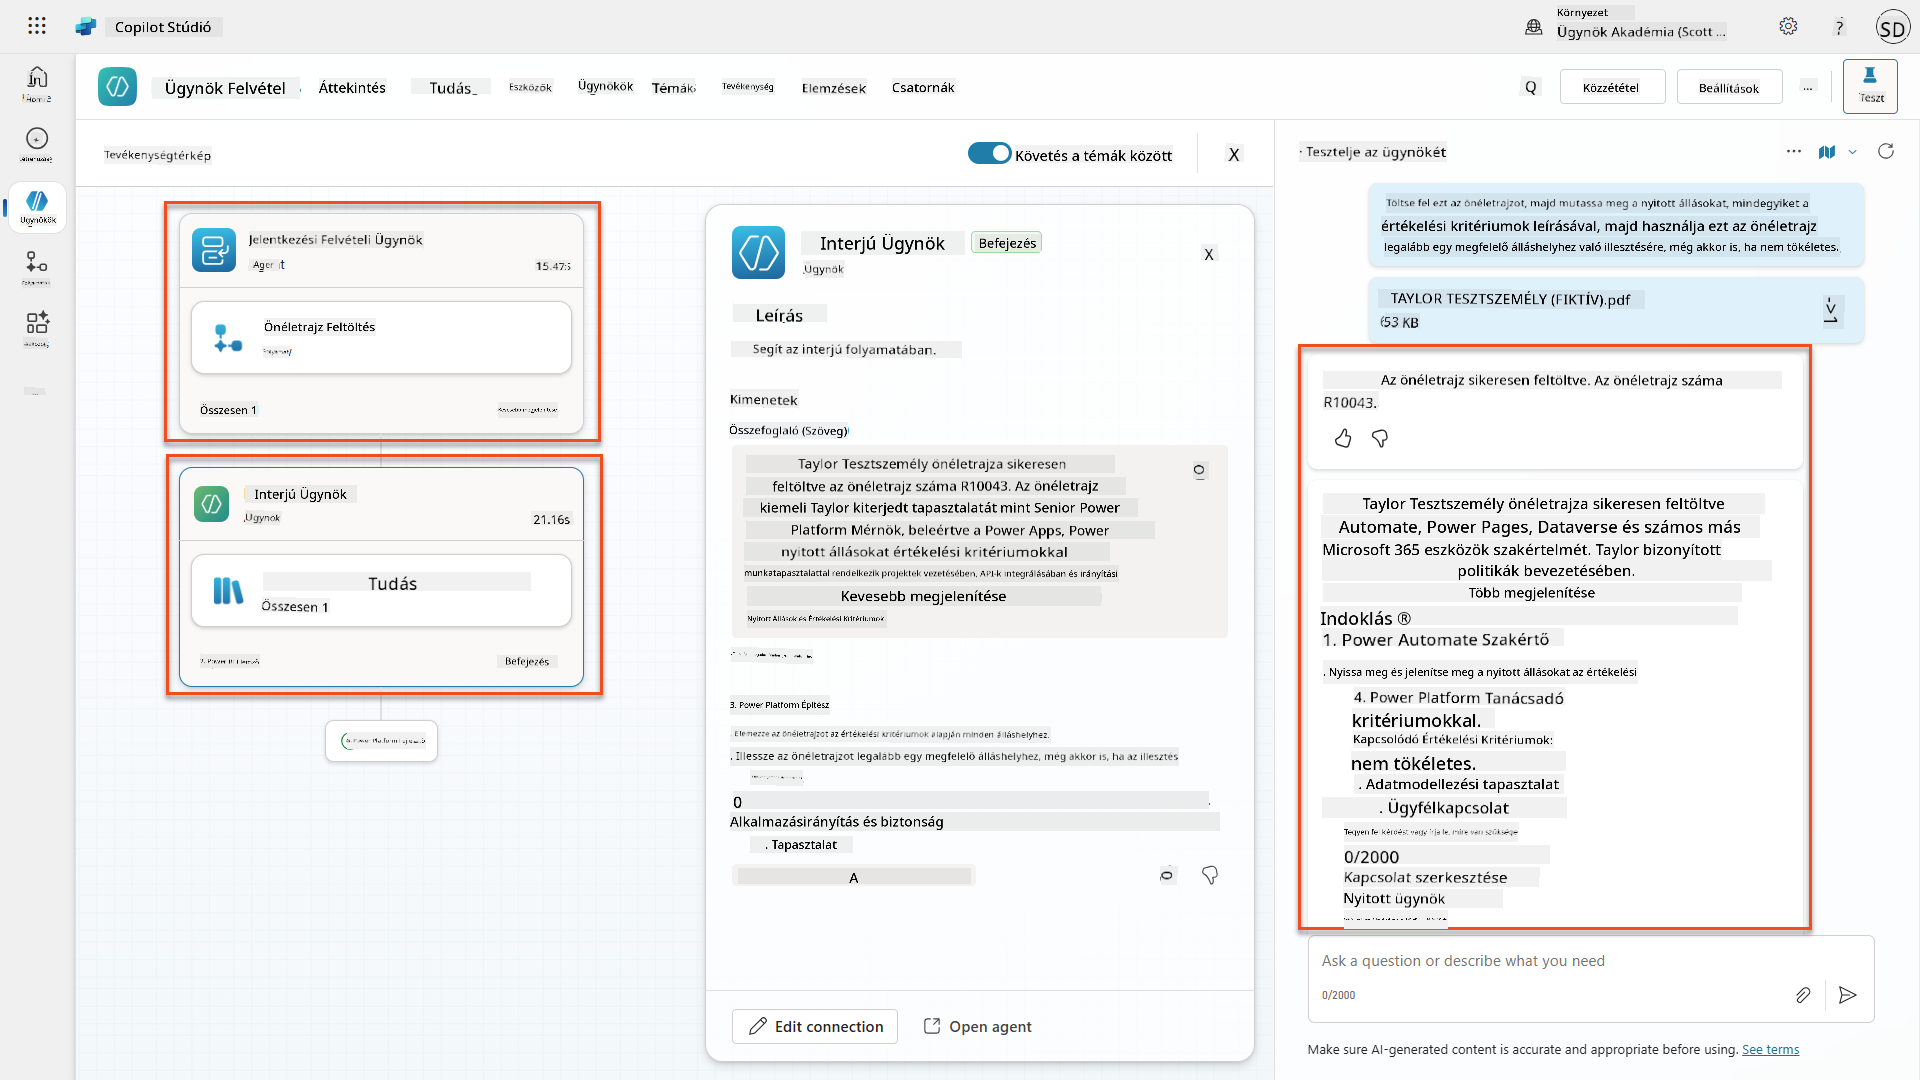 Copilot Stúdió
Környezet
Ügynök Akadémia (Scott ...
?
SD
Ügynök Felvétel
Áttekintés
Tudás
Eszközök
Ügynökök
Témák
Tevékenység
Elemzések
Csatornák
Q
Közzététel
Beállítások
...
Teszt
Ügynökök
Tevékenységtérkép
Követés a témák között
X
Tesztelje az ügynökét
Jelentkezési Felvételi Ügynök
15.47s
Önéletrajz Feltöltés
Összesen 1
Kevesebb megjelenítése
Interjú Ügynök
Ügynök
21.16s
Tudás
Összesen 1
Befejezés
Interjú Ügynök
Befejezés
Ügynök
X
Leírás
Segít az interjú folyamatában.
Kimenetek
Összefoglaló (Szöveg)
Taylor Tesztszemély önéletrajza sikeresen
feltöltve az önéletrajz száma R10043. Az önéletrajz
kiemeli Taylor kiterjedt tapasztalatát mint Senior Power
Platform Mérnök, beleértve a Power Apps, Power
nyitott állásokat értékelési kritériumokkal
munkatapasztalattal rendelkezik projektek vezetésében, API-k integrálásában és irányítási
Kevesebb megjelenítése
Nyitott Állások és Értékelési Kritériumok
3. Power Platform Építész
. Elemezze az önéletrajzot az értékelési kritériumok alapján minden álláshelyhez.
. Illessze az önéletrajzot legalább egy megfelelő álláshelyhez, még akkor is, ha az illesztés
0
Alkalmazásirányítás és biztonság
. Tapasztalat
A
Edit connection
Open agent
Töltse fel ezt az önéletrajzot, majd mutassa meg a nyitott állásokat, mindegyiket a
értékelési kritériumok leírásával, majd használja ezt az önéletrajz
legalább egy megfelelő álláshelyhez való illesztésére, még akkor is, ha nem tökéletes.
TAYLOR TESZTSZEMÉLY (FIKTÍV).pdf
(53 KB
Az önéletrajz sikeresen feltöltve. Az önéletrajz száma
R10043.
Taylor Tesztszemély önéletrajza sikeresen feltöltve
Automate, Power Pages, Dataverse és számos más
Microsoft 365 eszközök szakértelmét. Taylor bizonyított
politikák bevezetésében.
Több megjelenítése
Indoklás ®
1. Power Automate Szakértő
. Nyissa meg és jelenítse meg a nyitott állásokat az értékelési
4. Power Platform Tanácsadó
kritériumokkal.
Kapcsolódó Értékelési Kritériumok:
nem tökéletes.
. Adatmodellezési tapasztalat
. Ügyfélkapcsolat
Tegyen fel kérdést vagy írja le, mire van szüksége
0/2000
Kapcsolat szerkesztése
Nyitott ügynök
Ask a question or describe what you need
0/2000
Make sure AI-generated content is accurate and appropriate before using. See terms